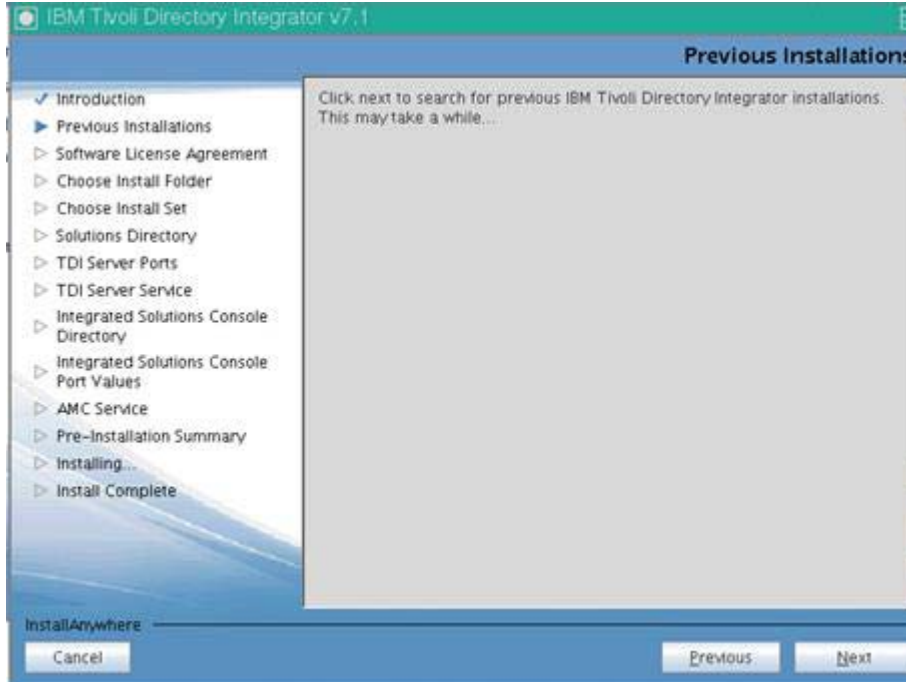 IBM Tivoli Directory Integrator v7.1
Previous Installations
Introduction
Previous Installations
Software License Agreement
Choose Install Folder
Choose Install Set
Solutions Directory
TDI Server Ports
TDI Server Service
Integrated Solutions Console
Directory
Integrated Solutions Console
Port Values
AMC Service
Pre-Installation Summary
Installing...
Install Complete
Click next to search for previous IBM Tivoli Directory Integrator installations.
This may take a while...
InstallAnywhere
Cancel
Previous
Next